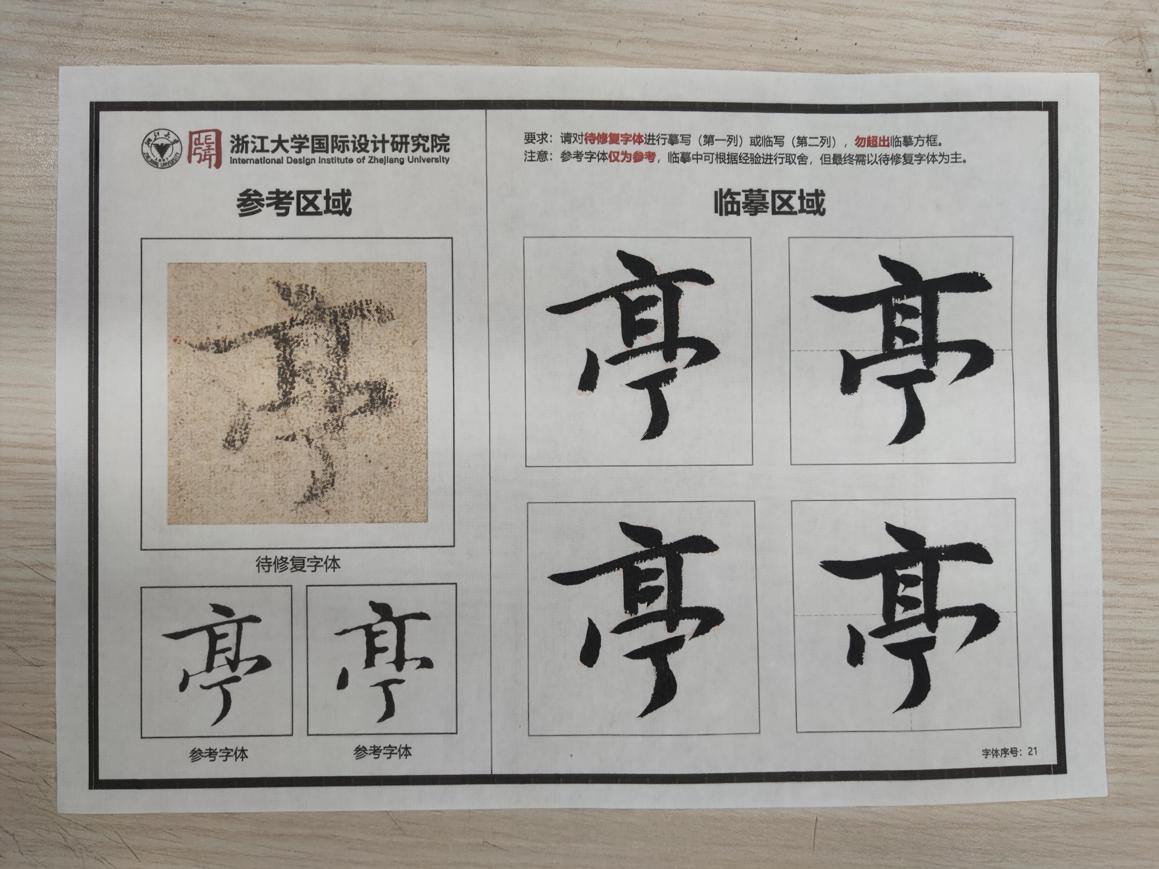 浙江大学国际设计研究院
International Design Institute of Zhejiang University
参考区域
亭
待修复字体
亭
亭
参考字体
参考字体
要求：请对待修复字体进行摹写（第一列）或临写（第二列），勿超出临摹方框。
注意：参考字体仅为参考，临摹中可根据经验进行取舍，但最终需以待修复字体为主。
临摹区域
亭
亭
亭
亭
字体序号：21